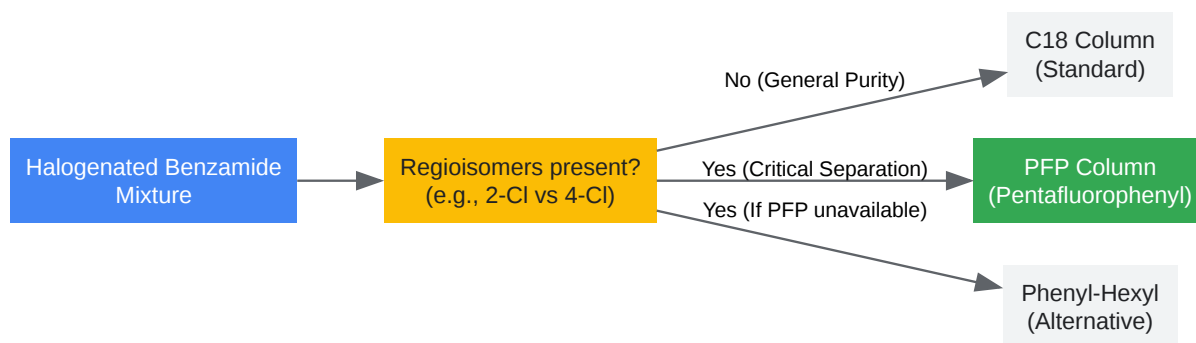 Halogenated Benzamide
Mixture
Regioisomers present?
(e.g., 2-Cl vs 4-Cl)
No (General Purity)
C18 Column
(Standard)
Yes (Critical Separation)
PFP Column
(Pentafluorophenyl)
Yes (If PFP unavailable)
Phenyl-Hexyl
(Alternative)